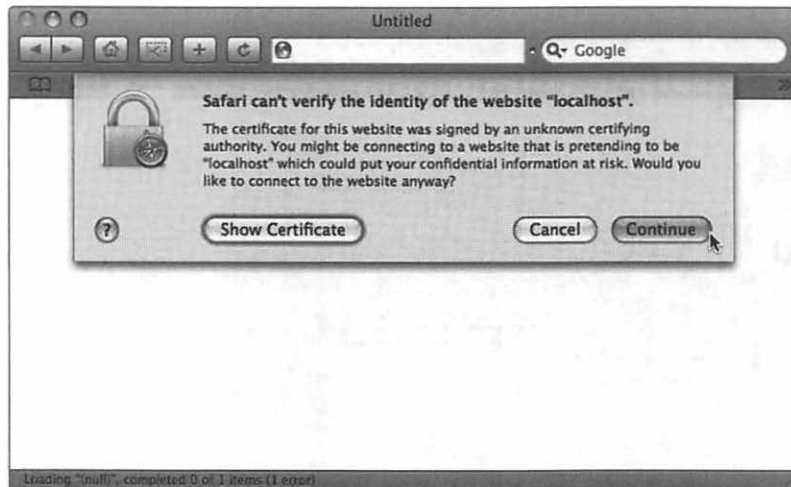 Untitled
Google
Safari can't verify the identity of the website "localhost".
The certificate for this website was signed by an unknown certifying
authority. You might be connecting to a website that is pretending to be
"localhost" which could put your confidential information at risk. Would you
like to connect to the website anyway?
? Show Certificate Cancel Continue
Loading "(null)", completed 0 of 1 items (1 error)